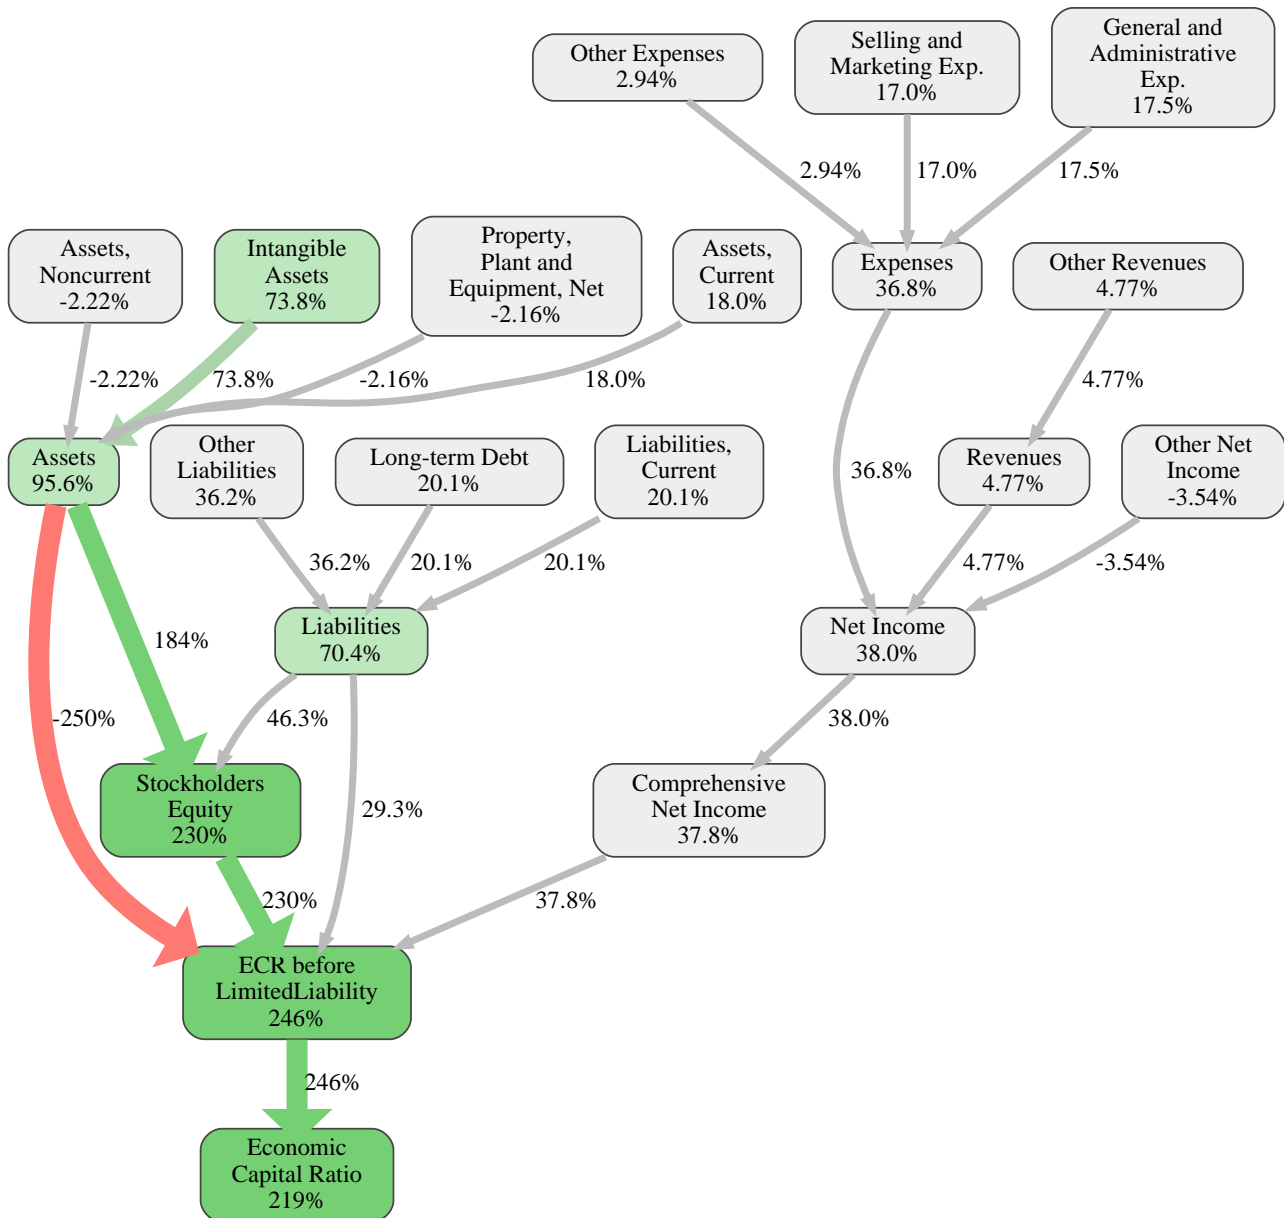 Other Expenses
2.94%
Selling and
Marketing Exp.
17.0%
General and
Administrative
Exp.
17.5%
2.94%
17.0%
17.5%
Assets,
Noncurrent
-2.22%
Intangible
Assets
73.8%
Property,
Plant and
Equipment, Net
-2.16%
Assets,
Current
18.0%
Expenses
36.8%
Other Revenues
4.77%
-2.22%
73.8%
-2.16%
18.0%
4.77%
Assets
95.6%
Other
Liabilities
36.2%
Long-term Debt
20.1%
Liabilities,
Current
20.1%
36.8%
Revenues
4.77%
Other Net
Income
-3.54%
36.2%
20.1%
20.1%
4.77%
-3.54%
184%
Liabilities
70.4%
Net Income
38.0%
-250%
46.3%
38.0%
Stockholders
Equity
230%
29.3%
Comprehensive
Net Income
37.8%
230%
37.8%
ECR before
LimitedLiability
246%
246%
Economic
Capital Ratio
219%